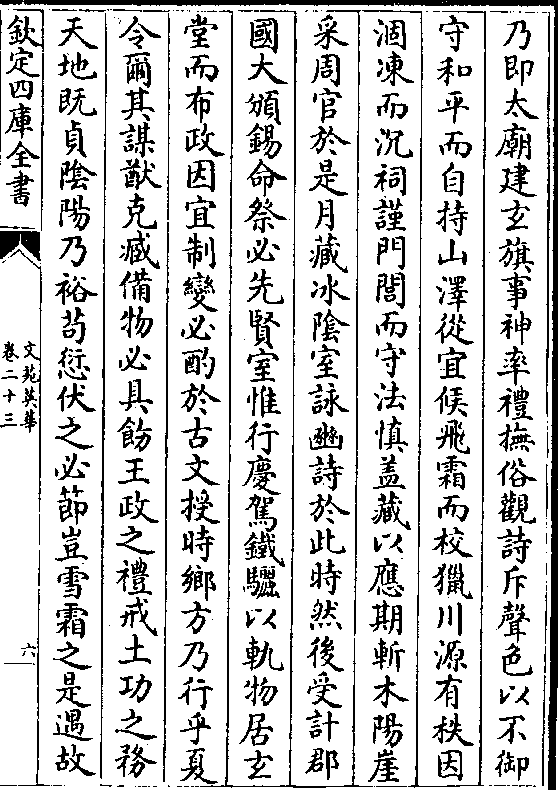 乃即太廟建玄旗事神率禮撫俗觀詩斥聲色以不御
守和平而自持山澤從宜候飛霜而校獵川源有秩因
涸凍而沉祠謹門閭而守法慎盖藏以應期斬木陽崖
采周官於是月藏冰陰室詠豳詩於此時然後受計郡
國大頒錫命祭必先賢室惟行慶駕鐵驪以軌物居玄
堂而布政因宜制變必酌於古文授時鄉方乃行乎夏
令爾其謀猷克臧備物必具飭王政之禮戒土功之務
天地既貞陰陽乃裕茍愆伏之必節豈雪霜之是遇故
欽定四庫全書
文苑英華
卷二十三
六